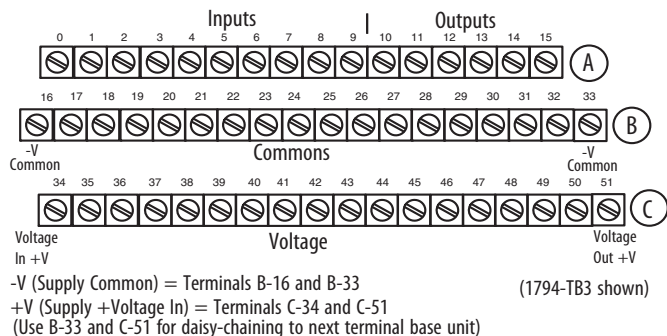 Inputs | Outputs
0 1 2 3 4 5 6 7 8 9 10 11 12 13 14 15
A
16 17 18 19 20 21 22 23 24 25 26 27 28 29 30 31 32 33
B
-V Common
Commons
-V Common
34 35 36 37 38 39 40 41 42 43 44 45 46 47 48 49 50 51
C
Voltage In +V
Voltage
Voltage Out +V
-V (Supply Common) = Terminals B-16 and B-33
(1794-TB3 shown)
+V (Supply +Voltage In) = Terminals C-34 and C-51
(Use B-33 and C-51 for daisy-chaining to next terminal base unit)